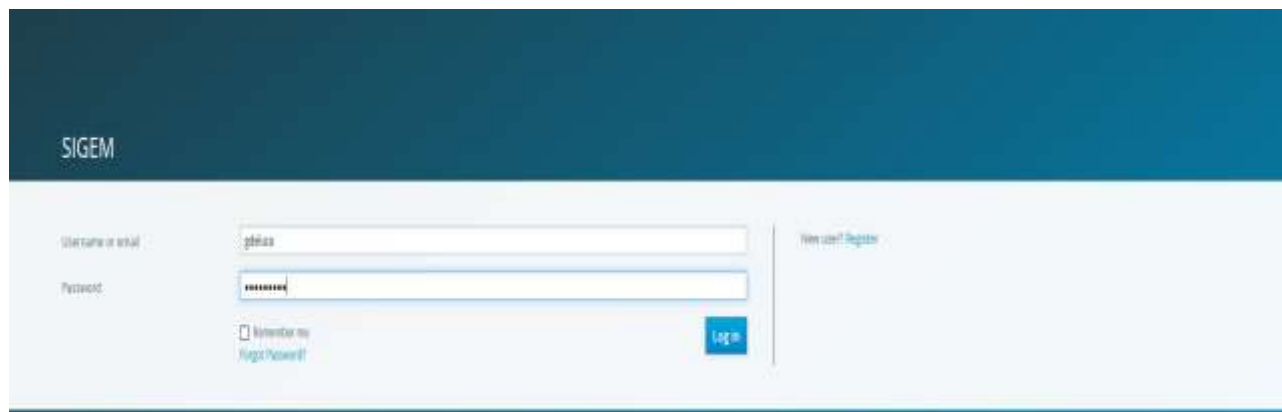 SIGEM
Username or email
Password
•••••••••
Remember me
Forgot Password?
Log in
New user? Register